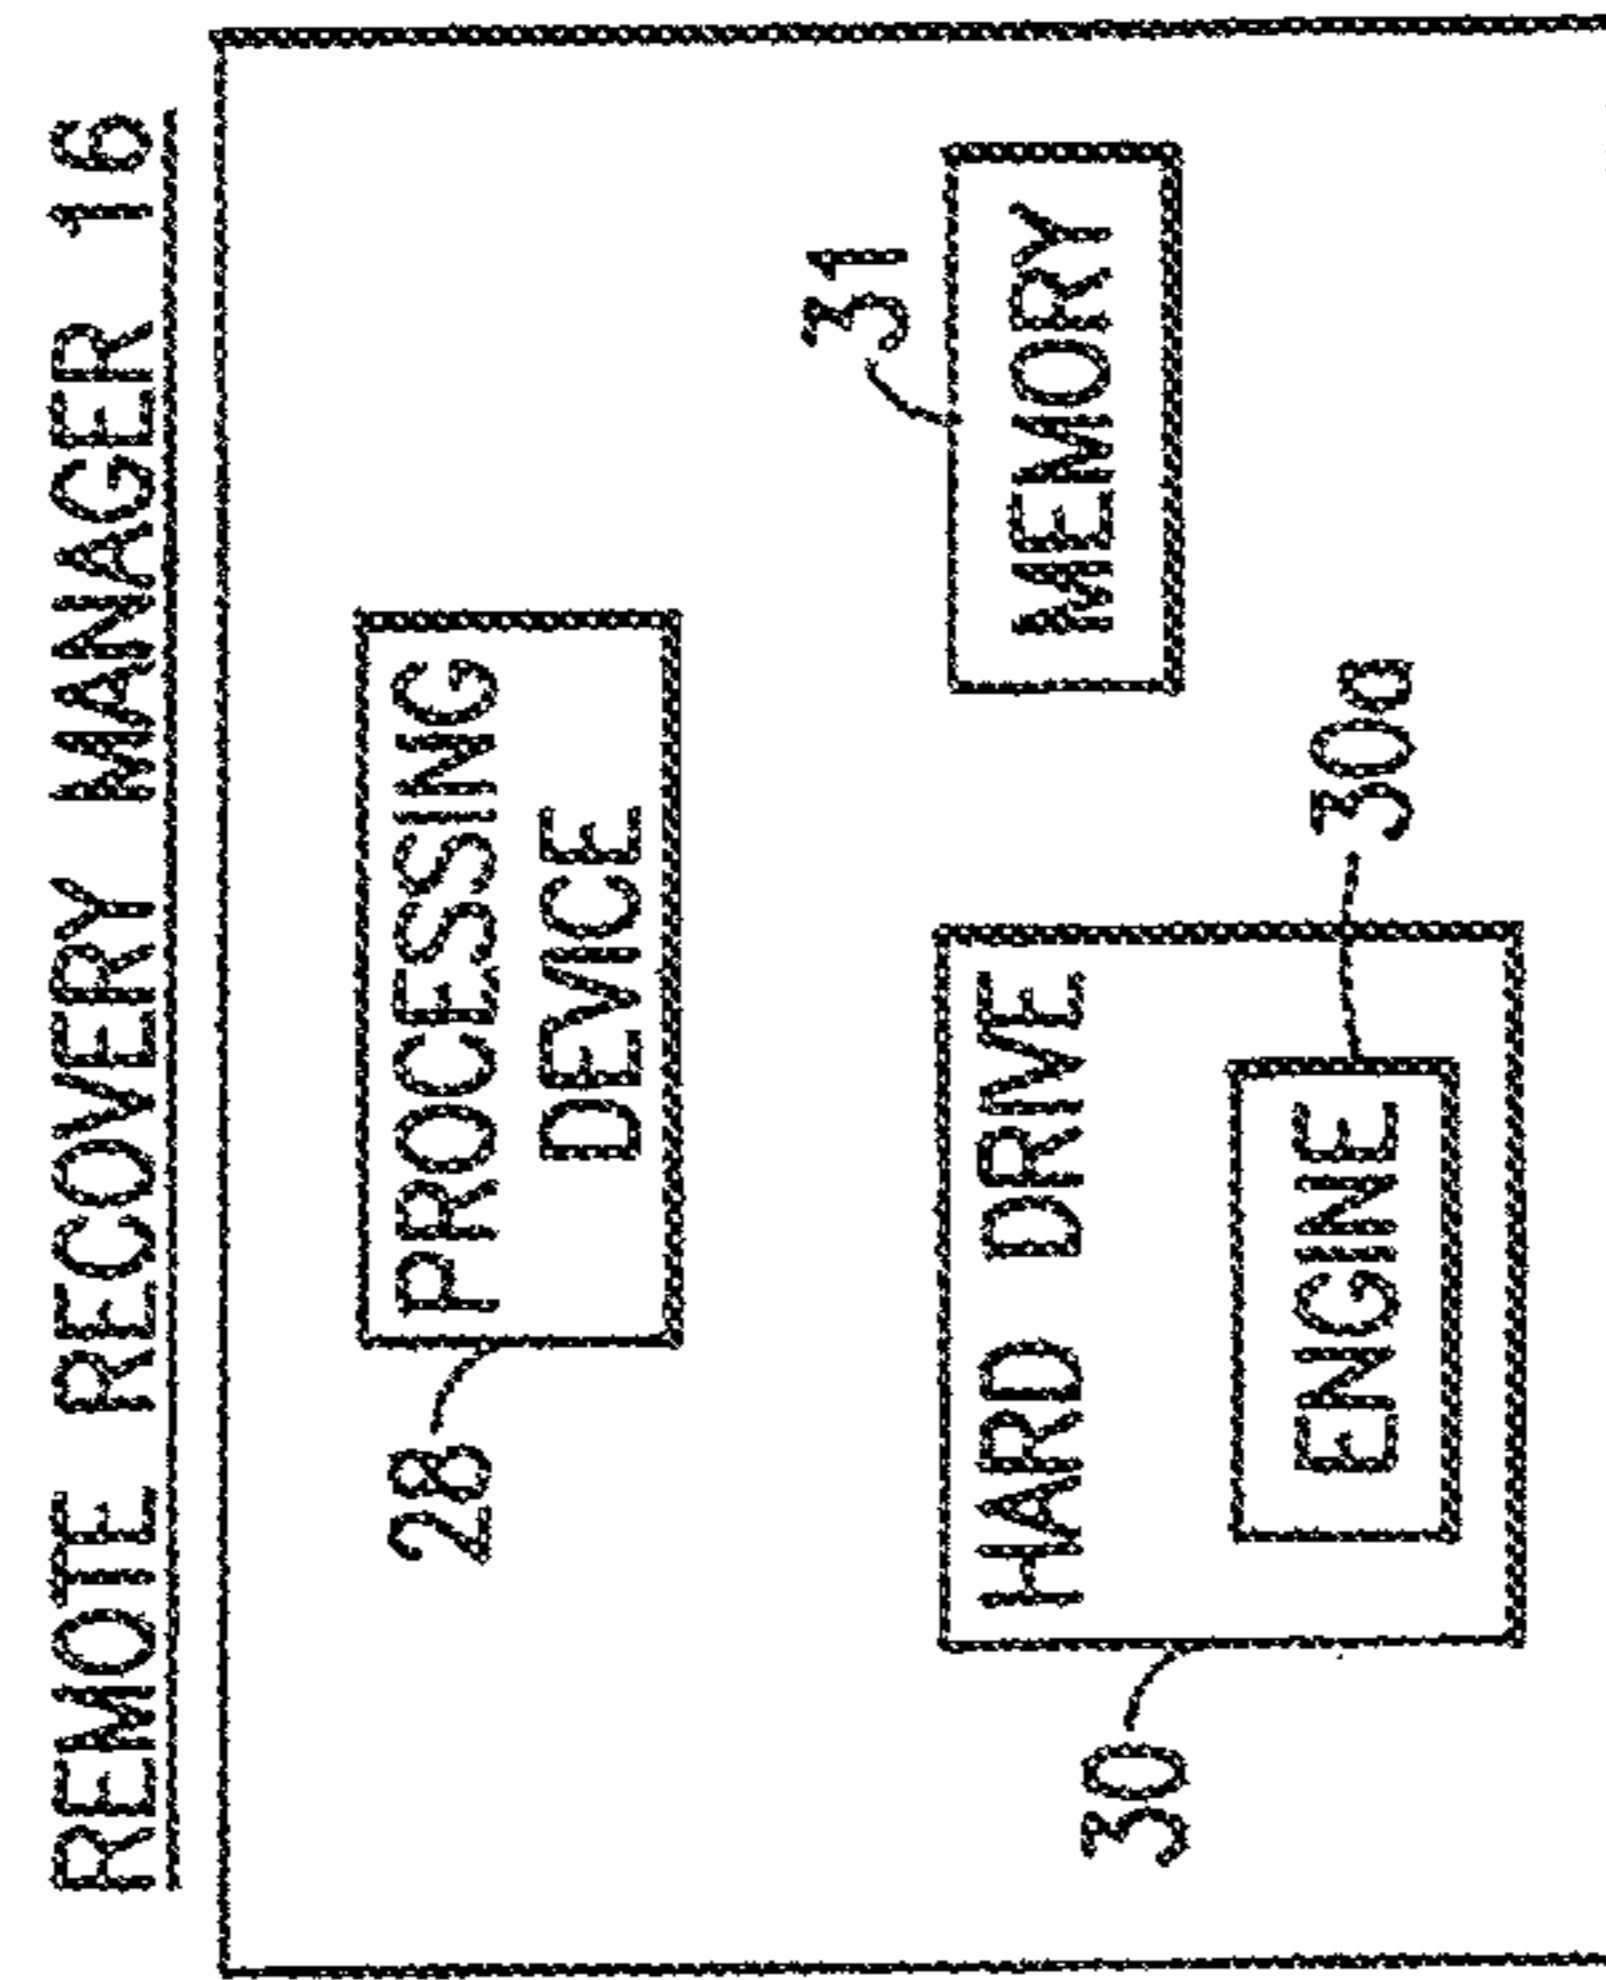 REMOTE RECOVERY MANAGER 16
28
PROCESSING
DEVICE
31
MEMORY
30
HARD DRIVE
ENGINE
30a